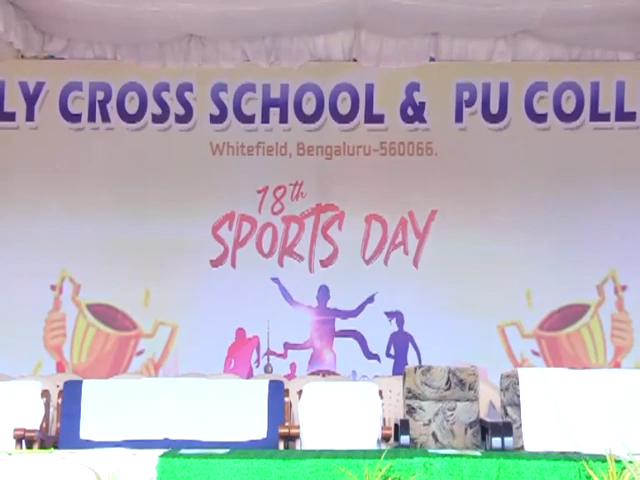 LY CROSS SCHOOL & PU COLL
Whitefield, Bengaluru-560066.
18th
SPORTS DAY